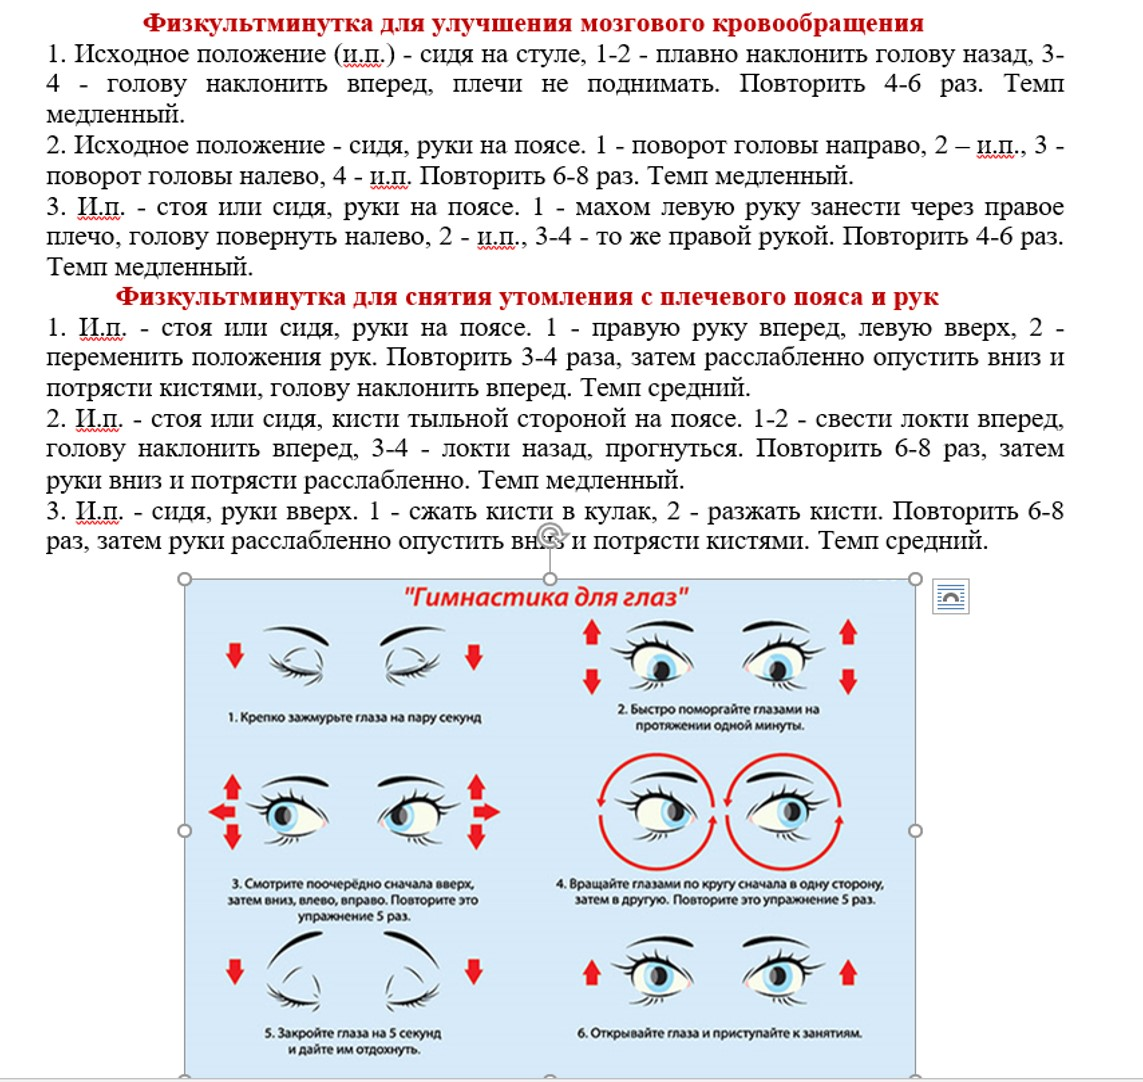 Физкультминутка для улучшения мозгового кровообращения
1. Исходное положение (и.п.) - сидя на стуле, 1-2 - плавно наклонить голову назад, 3-
4 - голову наклонить вперед, плечи не поднимать. Повторить 4-6 раз. Темп
медленный.
2. Исходное положение - сидя, руки на поясе. 1 - поворот головы направо, 2 – и.п., 3 -
поворот головы налево, 4 - и.п. Повторить 6-8 раз. Темп медленный.
3. И.п. - стоя или сидя, руки на поясе. 1 - махом левую руку занести через правое
плечо, голову повернуть налево, 2 - и.п., 3-4 - то же правой рукой. Повторить 4-6 раз.
Темп медленный.
Физкультминутка для снятия утомления с плечевого пояса и рук
1. И.п. - стоя или сидя, руки на поясе. 1 - правую руку вперед, левую вверх, 2 -
переменить положения рук. Повторить 3-4 раза, затем расслабленно опустить вниз и
потрясти кистями, голову наклонить вперед. Темп средний.
2. И.п. - стоя или сидя, кисти тыльной стороной на поясе. 1-2 - свести локти вперед,
голову наклонить вперед, 3-4 - локти назад, прогнуться. Повторить 6-8 раз, затем
руки вниз и потрясти расслабленно. Темп медленный.
3. И.п. - сидя, руки вверх. 1 - сжать кисти в кулак, 2 - разжать кисти. Повторить 6-8
раз, затем руки расслабленно опустить вниз и потрясти кистями. Темп средний.
"Гимнастика для глаз"
1. Крепко зажмурьте глаза на пару секунд
2. Быстро поморгайте глазами на
протяжении одной минуты.
3. Смотрите поочерёдно сначала вверх,
затем вниз, влево, вправо. Повторите это
упражнение 5 раз.
4. Вращайте глазами по кругу сначала в одну сторону,
затем в другую. Повторите это упражнение 5 раз.
5. Закройте глаза на 5 секунд
и дайте им отдохнуть.
6. Открывайте глаза и приступайте к занятиям.